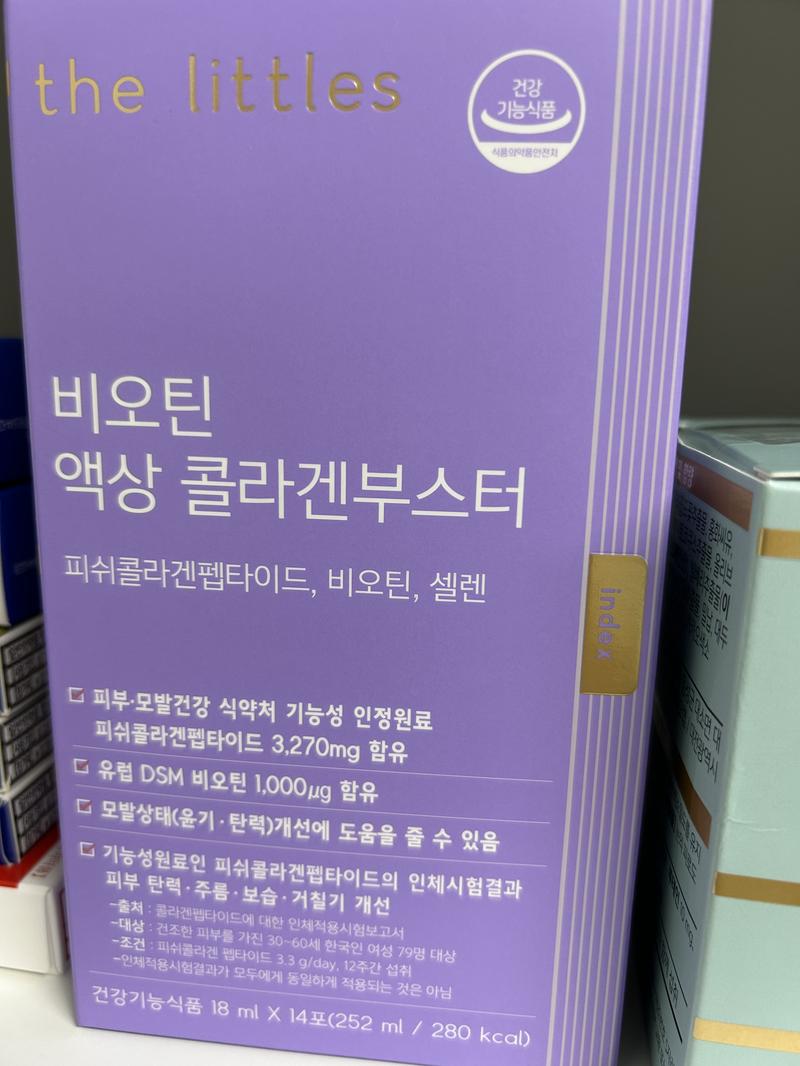 the littles
건강
기능식품
식품의약품안전처
비오틴
액상 콜라겐부스터
피쉬콜라겐펩타이드, 비오틴, 셀렌
index
피부·모발건강 식약처 기능성 인정원료
피쉬콜라겐펩타이드 3,270mg 함유
유럽 DSM 비오틴 1,000㎍ 함유
모발상태(윤기·탄력)개선에 도움을 줄 수 있음
기능성원료인 피쉬콜라겐펩타이드의 인체시험결과
피부 탄력·주름·보습·거칠기 개선
-출처 : 콜라겐펩타이드에 대한 인체적용시험보고서
-대상 : 건조한 피부를 가진 30~60세 한국인 여성 79명 대상
-조건 : 피쉬콜라겐 펩타이드 3.3 g/day, 12주간 섭취
-인체적용시험결과가 모두에게 동일하게 적용되는 것은 아님
건강기능식품 18 ml X 14포(252 ml / 280 kcal)